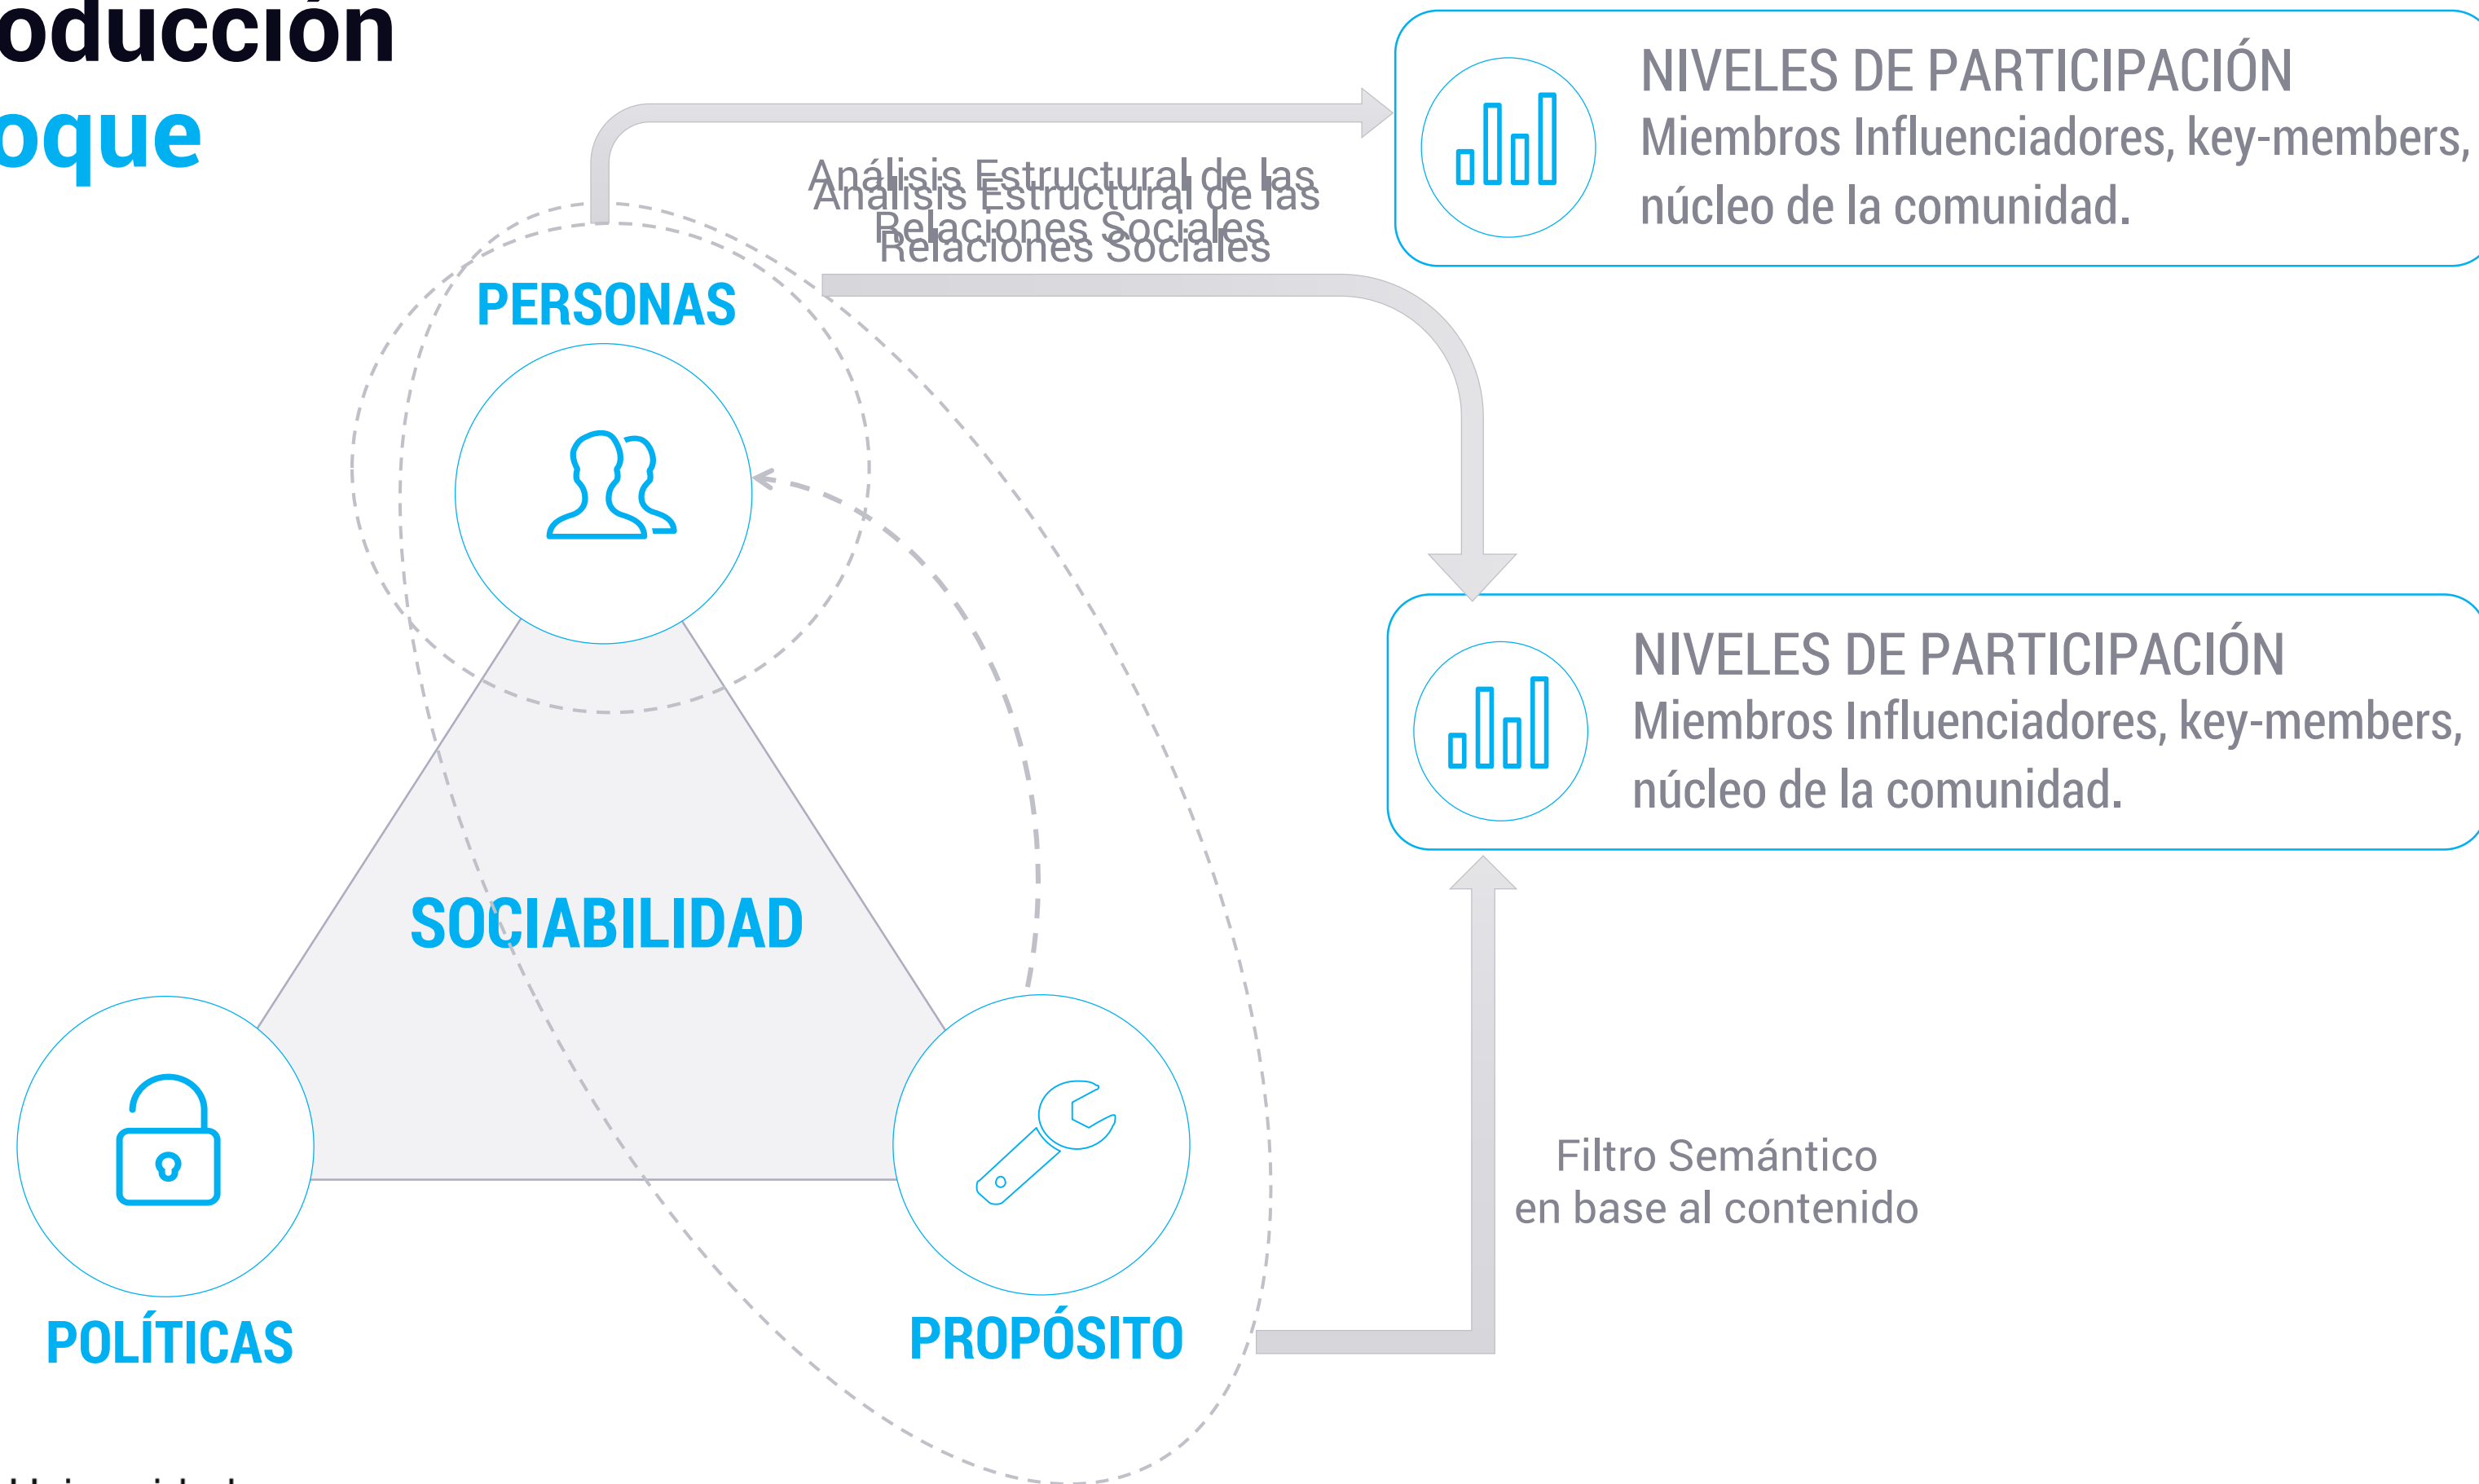 oducción
oque
NIVELES DE PARTICIPACIÓN
Miembros Influenciadores, key-members,
núcleo de la comunidad.
Análisis Estructural de las
Análisis Estructural de las
Relaciones Sociales
Relaciones Sociales
PERSONAS
NIVELES DE PARTICIPACIÓN
Miembros Influenciadores, key-members,
núcleo de la comunidad.
SOCIABILIDAD
Filtro Semántico
en base al contenido
POLÍTICAS
PROPÓSITO